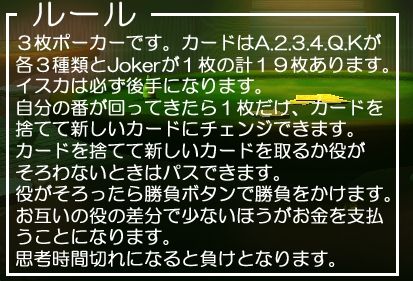 ルール
３枚ポーカーです。カードはA.2.3.4.Q.Kが
各３種類とJokerが１枚の計１９枚あります。
イスカは必ず後手になります。
自分の番が回ってきたら１枚だけ、カードを
捨てて新しいカードにチェンジできます。
カードを捨てて新しいカードを取るか役が
そろわないときはパスできます。
役がそろったら勝負ボタンで勝負をかけます。
お互いの役の差分で少ないほうがお金を支払
うことになります。
思考時間切れになると負けとなります。